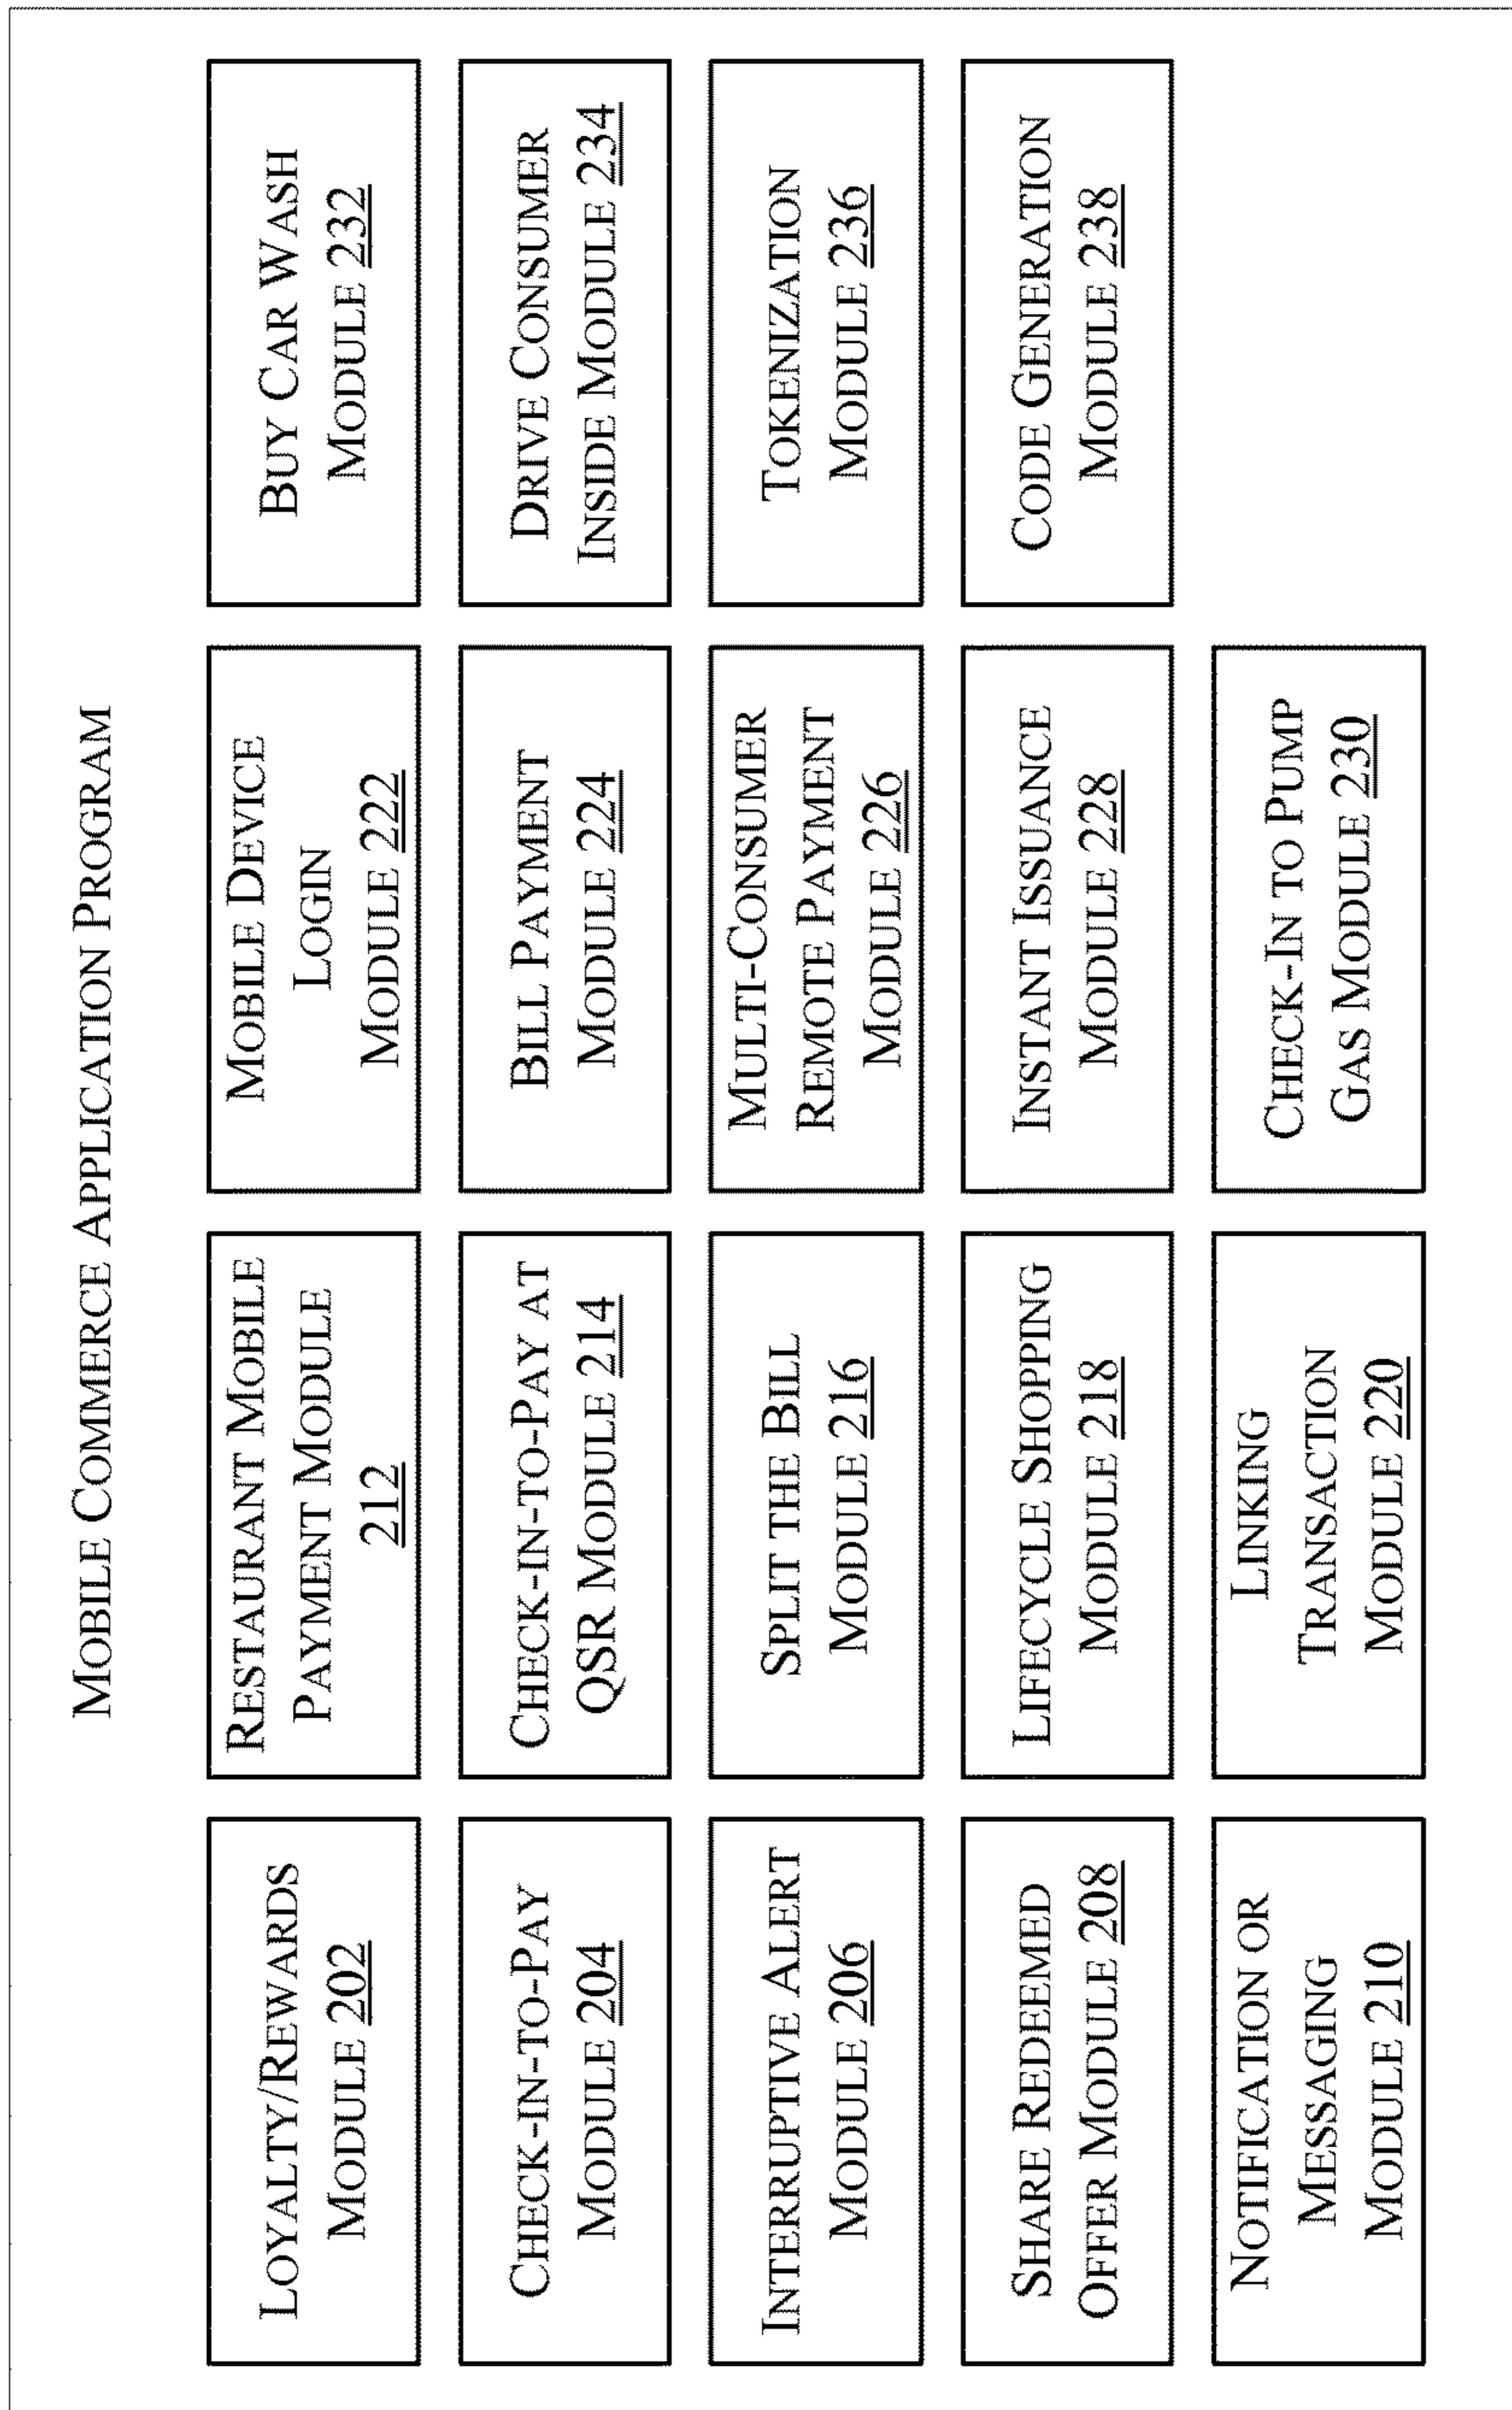 MOBILE COMMERCE APPLICATION PROGRAM
LOYALTY/REWARDS
MODULE 202
CHECK-IN-TO-PAY
MODULE 204
INTERRUPTIVE ALERT
MODULE 206
SHARE REDEEMED
OFFER MODULE 208
NOTIFICATION OR
MESSAGING
MODULE 210
RESTAURANT MOBILE
PAYMENT MODULE
212
CHECK-IN-TO-PAY AT
QSR MODULE 214
SPLIT THE BILL
MODULE 216
LIFECYCLE SHOPPING
MODULE 218
LINKING
TRANSACTION
MODULE 220
MOBILE DEVICE
LOGIN
MODULE 222
BILL PAYMENT
MODULE 224
MULTI-CONSUMER
REMOTE PAYMENT
MODULE 226
INSTANT ISSUANCE
MODULE 228
CHECK-IN TO PUMP
GAS MODULE 230
BUY CAR WASH
MODULE 232
DRIVE CONSUMER
INSIDE MODULE 234
TOKENIZATION
MODULE 236
CODE GENERATION
MODULE 238